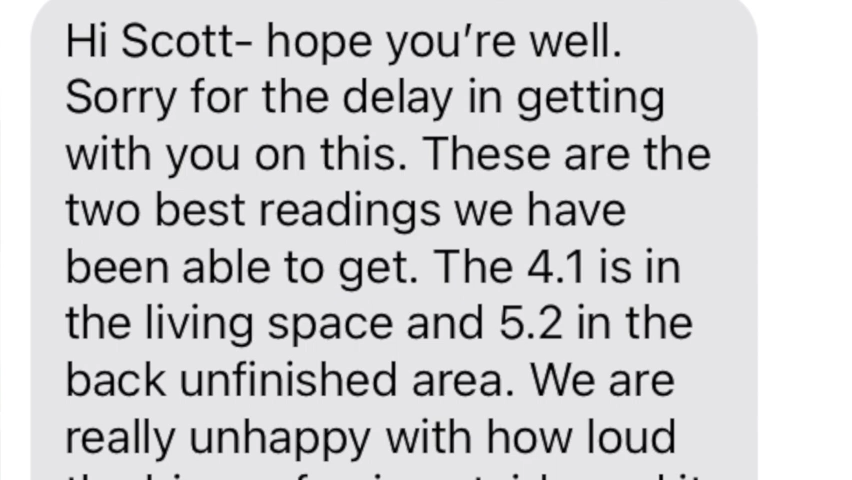 Hi Scott- hope you’re well.
Sorry for the delay in getting
with you on this. These are the
two best readings we have
been able to get. The 4.1 is in
the living space and 5.2 in the
back unfinished area. We are
really unhappy with how loud